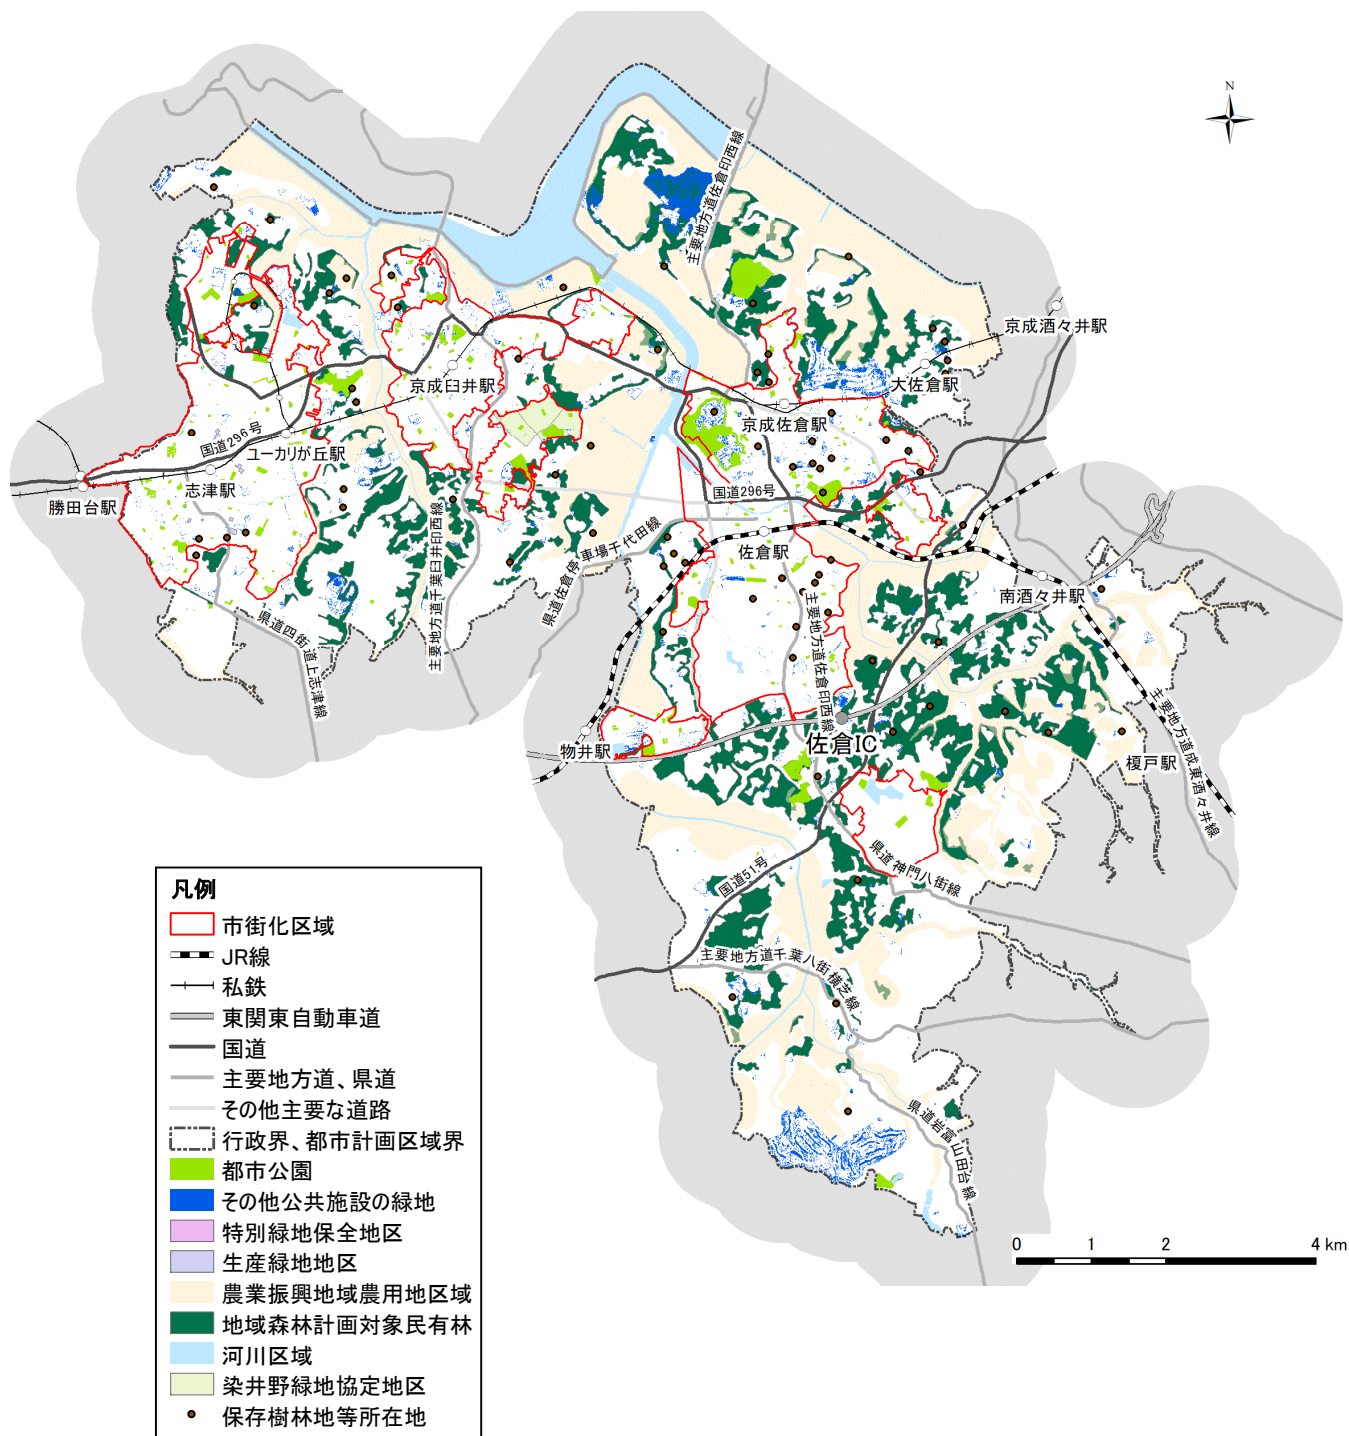 N
主要地方道佐倉印西線
京成酒々井駅
大佐倉駅
京成臼井駅
京成佐倉駅
国道296号
ユーカリが丘駅
志津駅
勝田台駅
国道296号
佐倉駅
県道佐倉停車場千代田線
主要地方道千葉臼井印西線
南酒々井駅
県道四街道上志津線
主要地方道佐倉印西線
佐倉IC
物井駅
榎戸駅
主要地方道成東酒々井線
県道神門八街線
国道51号
主要地方道千葉八街横芝線
県道岩富山田台線
0 1 2 4 km
凡例
市街化区域
JR線
私鉄
東関東自動車道
国道
主要地方道、県道
その他主要な道路
行政界、都市計画区域界
都市公園
その他公共施設の緑地
特別緑地保全地区
生産緑地地区
農業振興地域農用地区域
地域森林計画対象民有林
河川区域
染井野緑地協定地区
保存樹林地等所在地